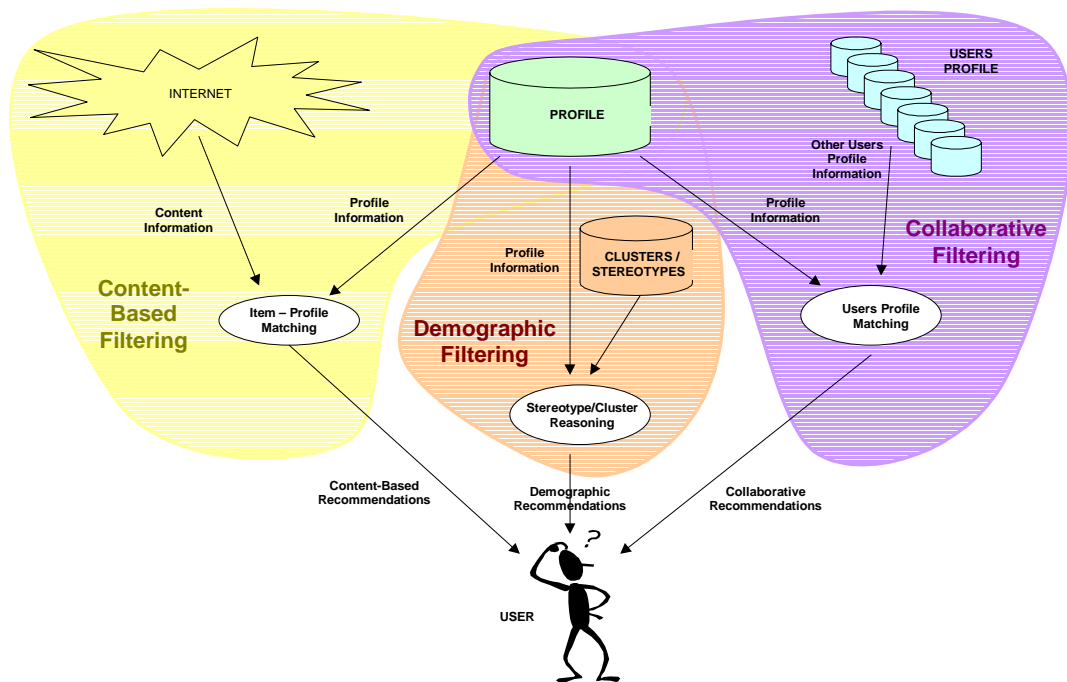 INTERNET
PROFILE
USERS
PROFILE
Other Users
Profile
Information
Content
Information
Profile
Information
Profile
Information
Profile
Information
CLUSTERS /
STEREOTYPES
Collaborative
Filtering
Content-
Based
Filtering
Item – Profile
Matching
Demographic
Filtering
Users Profile
Matching
Stereotype/Cluster
Reasoning
Content-Based
Recommendations
Demographic
Recommendations
Collaborative
Recommendations
?
USER